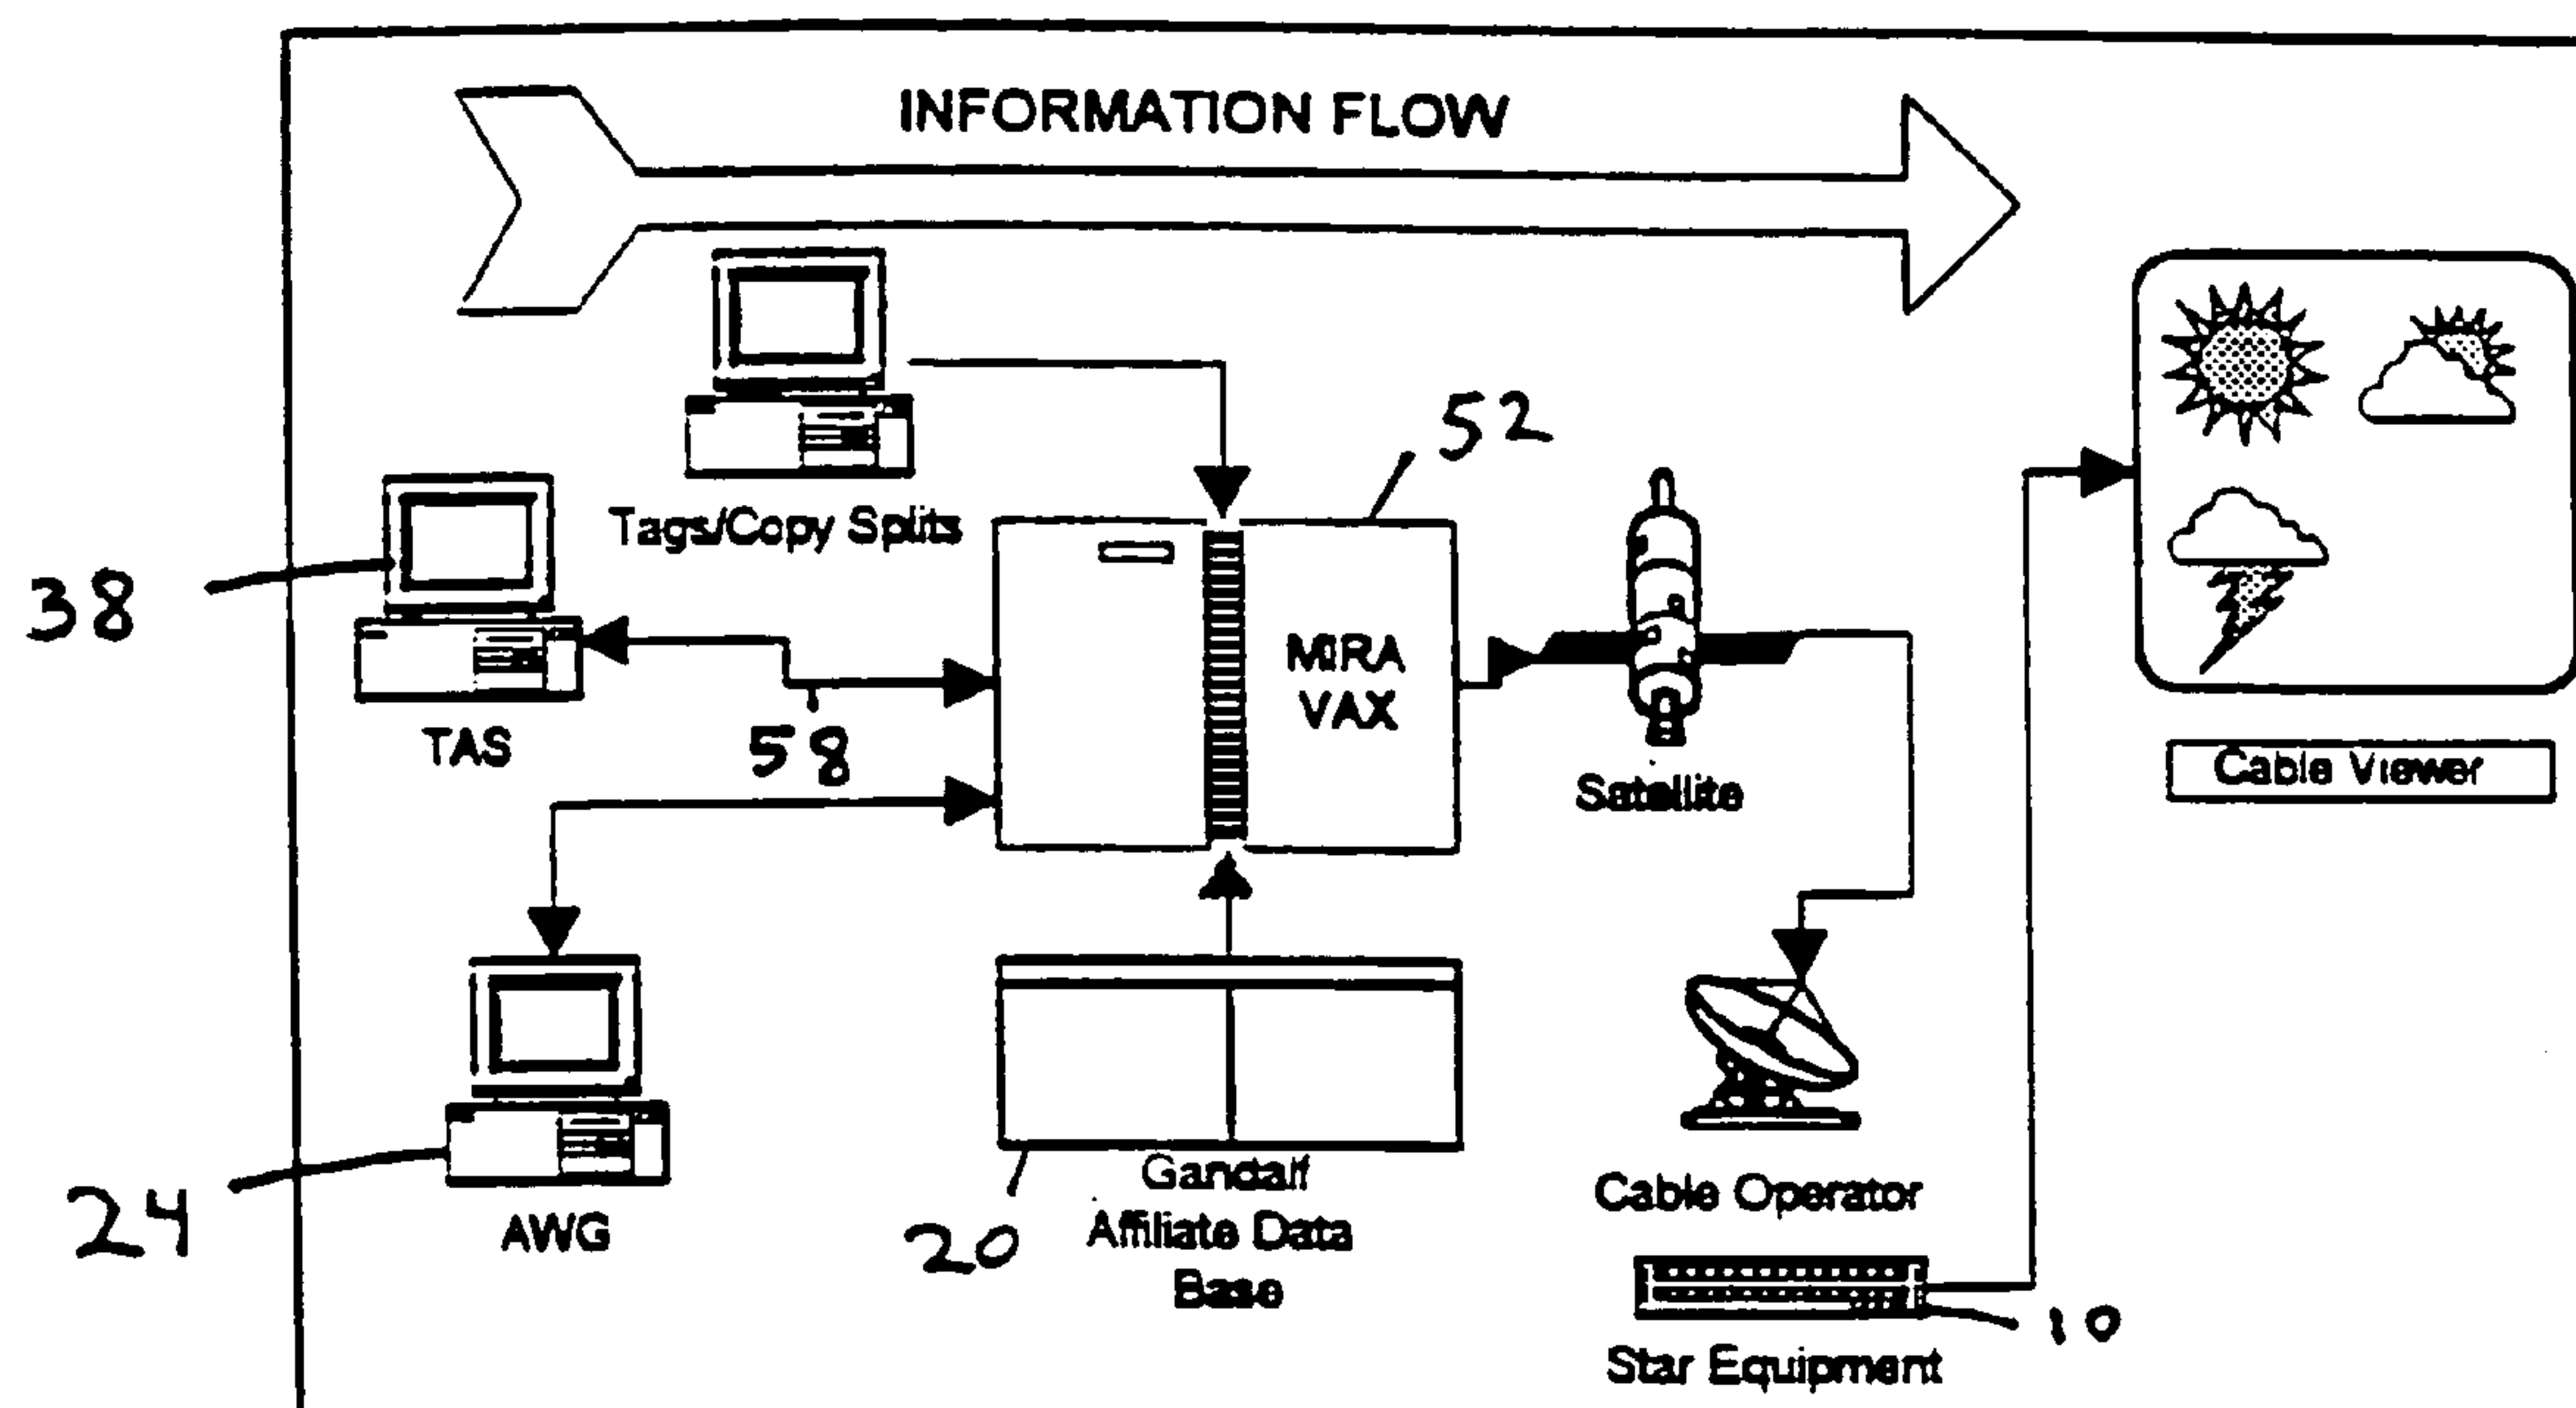 INFORMATION FLOW
52
Tags/Copy Splits
38
MIRA
VAX
TAS
58
Satellite
Cable Viewer
24
AWG
20
Gandalf
Affiliate Data
Base
Cable Operator
10
Star Equipment